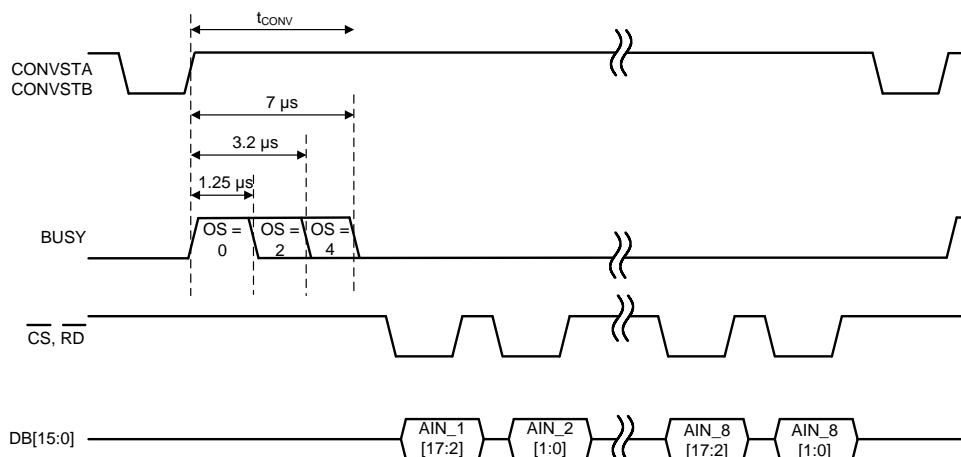 tCONV
CONVSTA
CONVSTB
7 µs
3.2 µs
1.25 µs
BUSY
OS =
0
OS =
2
OS =
4
CS, RD
DB[15:0]
AIN_1
[17:2]
AIN_2
[1:0]
AIN_8
[17:2]
AIN_8
[1:0]